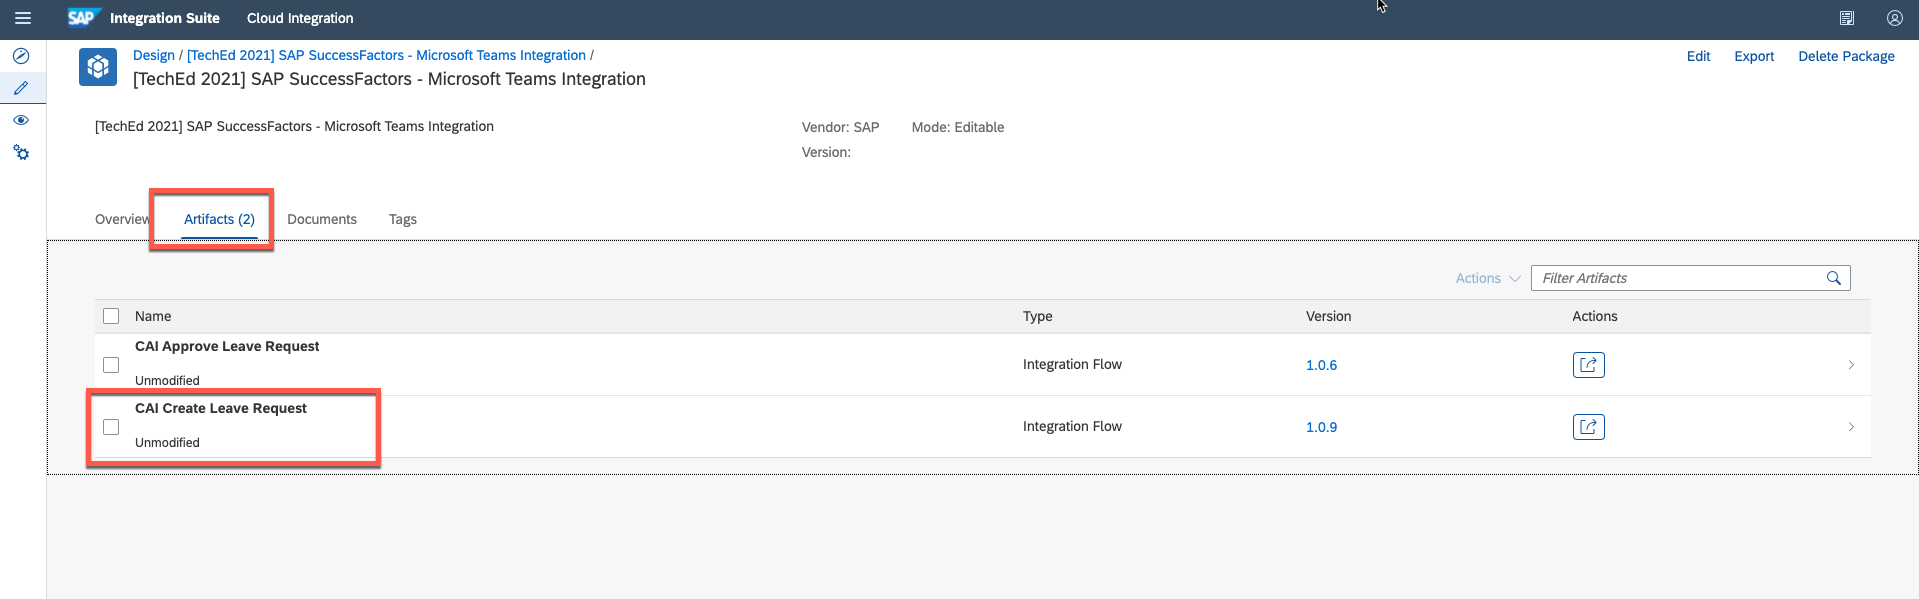 SAP Integration Suite Cloud Integration
Design / [TechEd 2021] SAP SuccessFactors - Microsoft Teams Integration /
[TechEd 2021] SAP SuccessFactors - Microsoft Teams Integration
Edit Export Delete Package
[TechEd 2021] SAP SuccessFactors - Microsoft Teams Integration
Vendor: SAP Mode: Editable
Version:
Overview Artifacts (2) Documents Tags
Actions Filter Artifacts
Name Type Version Actions
CAI Approve Leave Request
Integration Flow 1.0.6
Unmodified
CAI Create Leave Request
Integration Flow 1.0.9
Unmodified